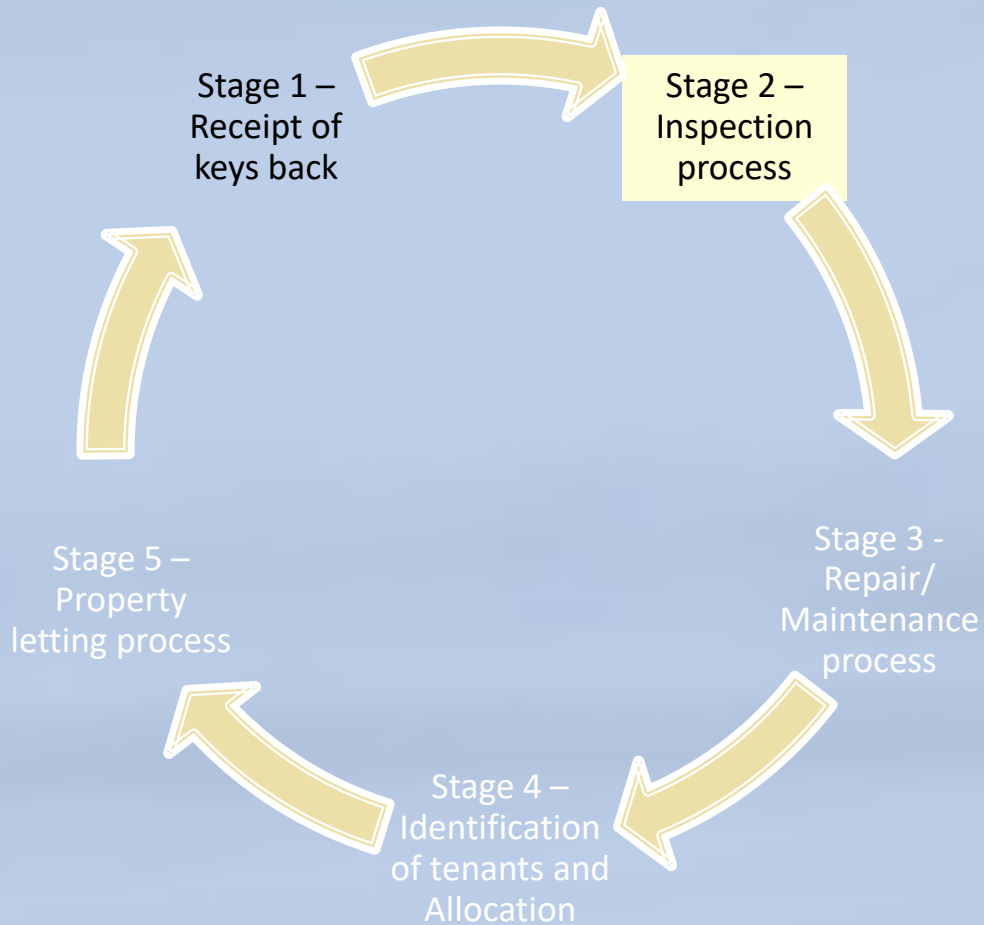 Stage 1 –
Receipt of
keys back
Stage 2 –
Inspection
process
Stage 3 -
Repair/
Maintenance
process
Stage 4 –
Identification
of tenants and
Allocation
Stage 5 –
Property
letting process